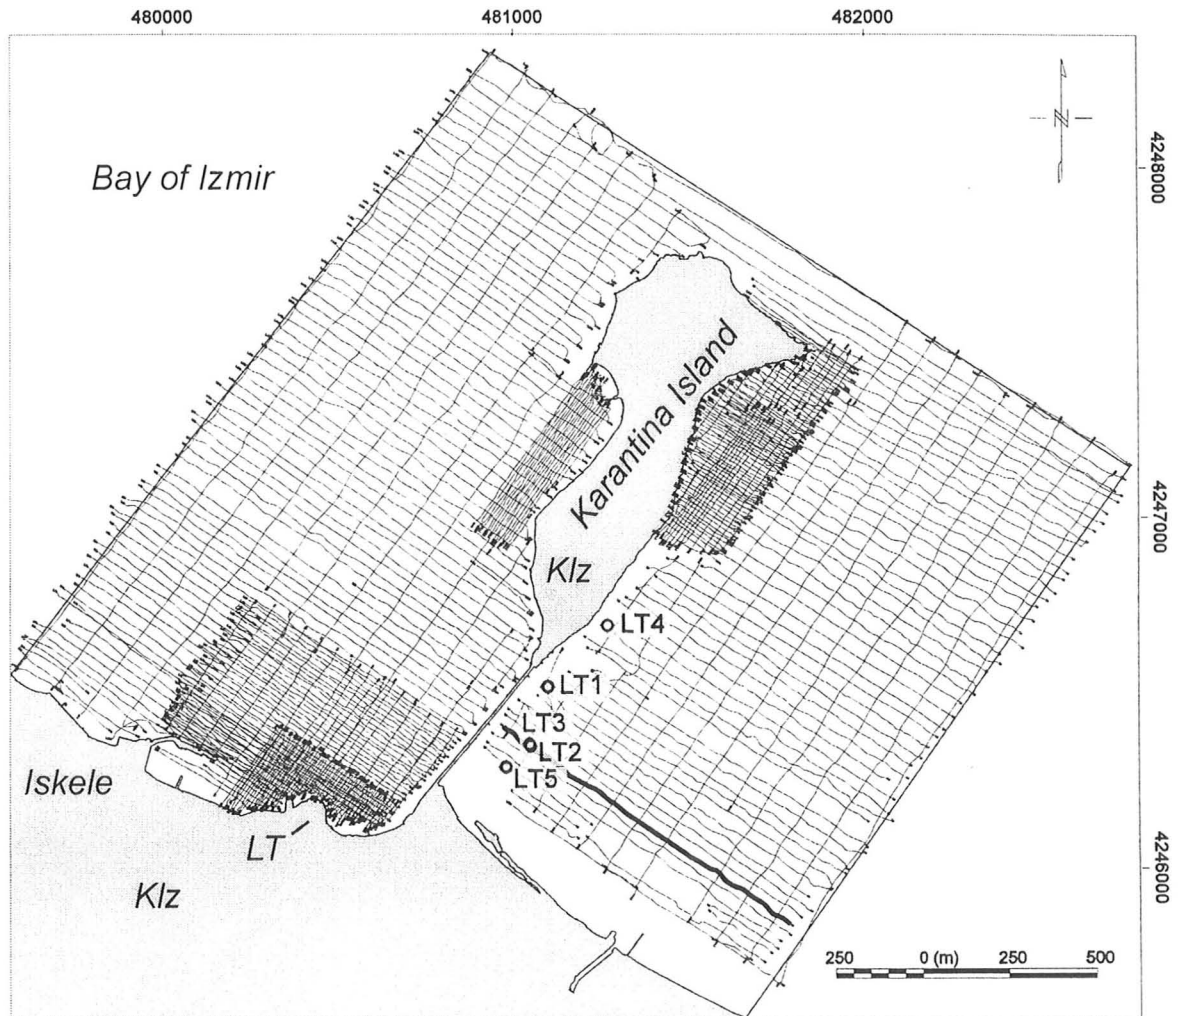 480000 481000 482000
N
Bay of Izmir
4248000
Karantina Island
4247000
Klz
LT4
LT1
LT3
LT2
LT5
Iskele
LT
4246000
Klz
250 0 (m) 250 500